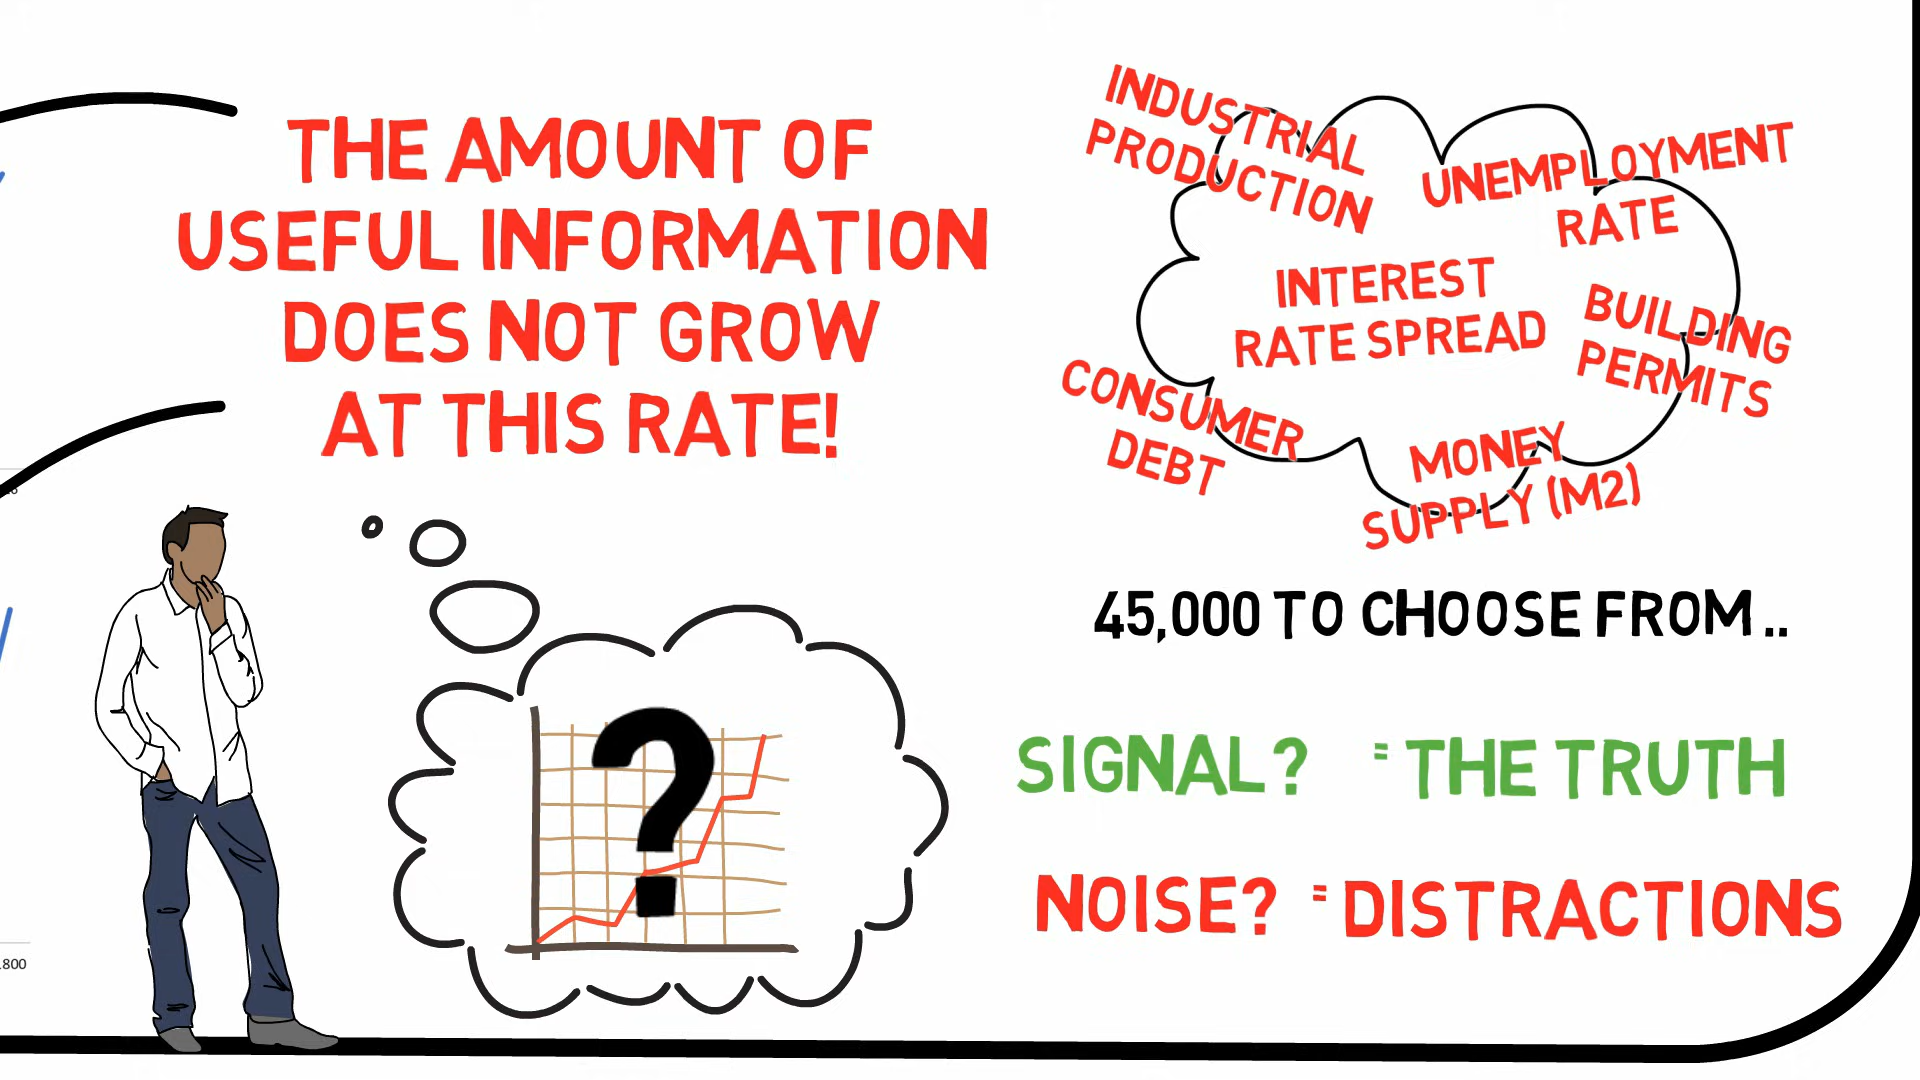 THE AMOUNT OF
USEFUL INFORMATION
DOES NOT GROW
AT THIS RATE!
INDUSTRIAL
PRODUCTION
UNEMPLOYMENT
RATE
INTEREST
RATE SPREAD
BUILDING
PERMITS
CONSUMER
DEBT
MONEY
SUPPLY (M2)
45,000 TO CHOOSE FROM..
SIGNAL? = THE TRUTH
NOISE? = DISTRACTIONS
?
1800